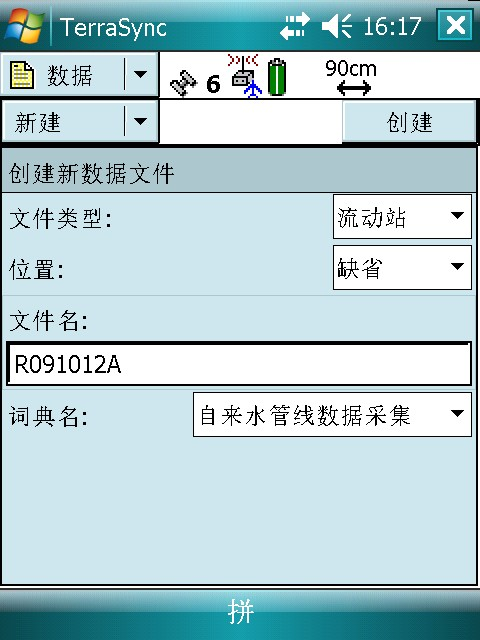 TerraSync 16:17
数据 6 90cm
新建 创建
创建新数据文件
文件类型: 流动站
位置: 缺省
文件名:
R091012A
词典名: 自来水管线数据采集
拼